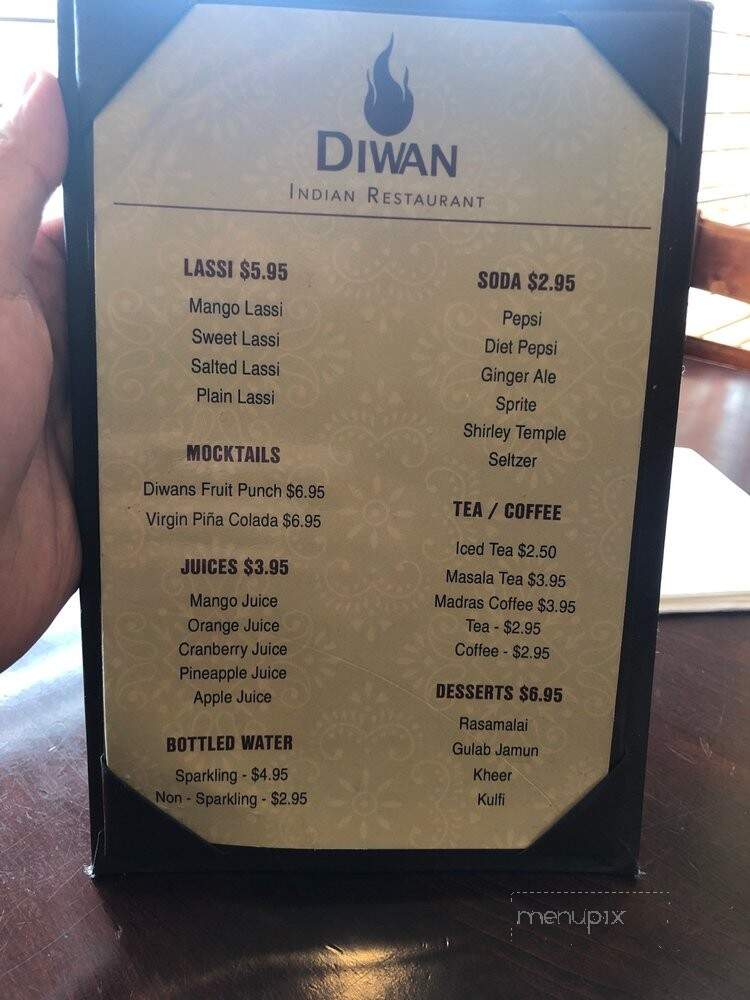 DIWAN
INDIAN RESTAURANT
LASSI $5.95
Mango Lassi
Sweet Lassi
Salted Lassi
Plain Lassi
MOCKTAILS
Diwans Fruit Punch $6.95
Virgin Piña Colada $6.95
JUICES $3.95
Mango Juice
Orange Juice
Cranberry Juice
Pineapple Juice
Apple Juice
BOTTLED WATER
Sparkling - $4.95
Non - Sparkling - $2.95
SODA $2.95
Pepsi
Diet Pepsi
Ginger Ale
Sprite
Shirley Temple
Seltzer
TEA / COFFEE
Iced Tea $2.50
Masala Tea $3.95
Madras Coffee $3.95
Tea - $2.95
Coffee - $2.95
DESSERTS $6.95
Rasamalai
Gulab Jamun
Kheer
Kulfi
menupix